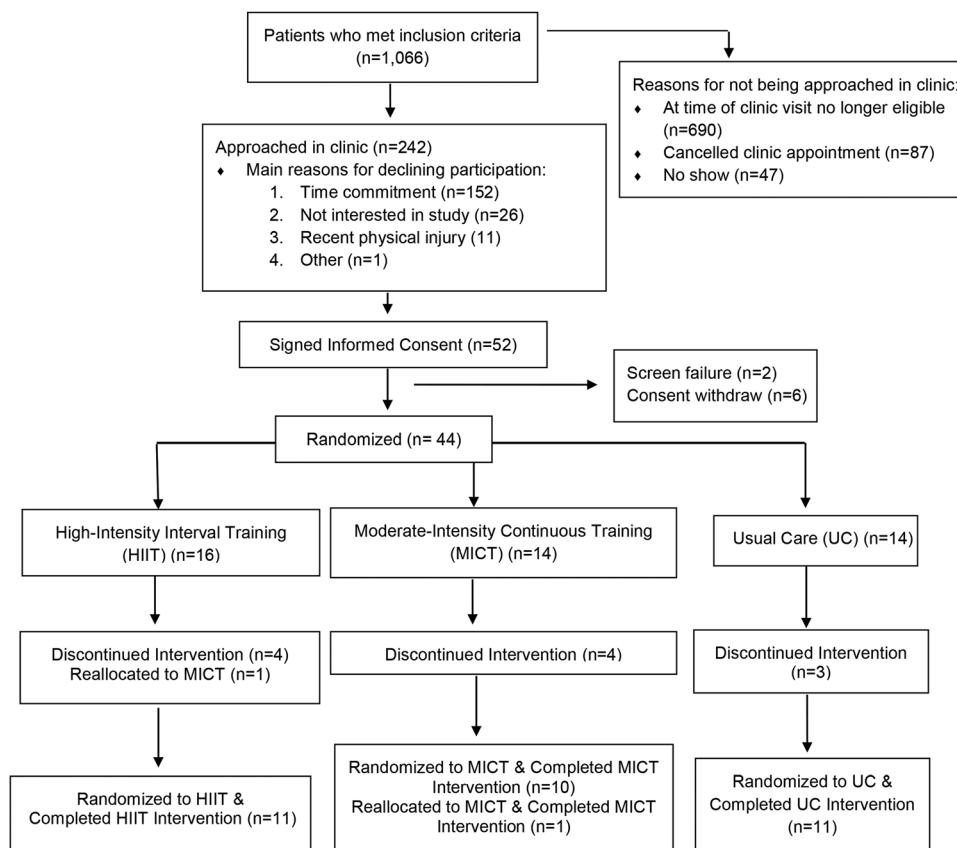 Patients who met inclusion criteria
(n=1,066)
Reasons for not being approached in clinic:
♦ At time of clinic visit no longer eligible
(n=690)
♦ Cancelled clinic appointment (n=87)
♦ No show (n=47)
Approached in clinic (n=242)
♦ Main reasons for declining participation:
1. Time commitment (n=152)
2. Not interested in study (n=26)
3. Recent physical injury (11)
4. Other (n=1)
Signed Informed Consent (n=52)
Screen failure (n=2)
Consent withdraw (n=6)
Randomized (n= 44)
High-Intensity Interval Training
(HIIT) (n=16)
Moderate-Intensity Continuous Training
(MICT) (n=14)
Usual Care (UC) (n=14)
Discontinued Intervention (n=4)
Reallocated to MICT (n=1)
Discontinued Intervention (n=4)
Discontinued Intervention
(n=3)
Randomized to HIIT &
Completed HIIT Intervention (n=11)
Randomized to MICT & Completed MICT
Intervention (n=10)
Reallocated to MICT & Completed MICT
Intervention (n=1)
Randomized to UC &
Completed UC Intervention
(n=11)